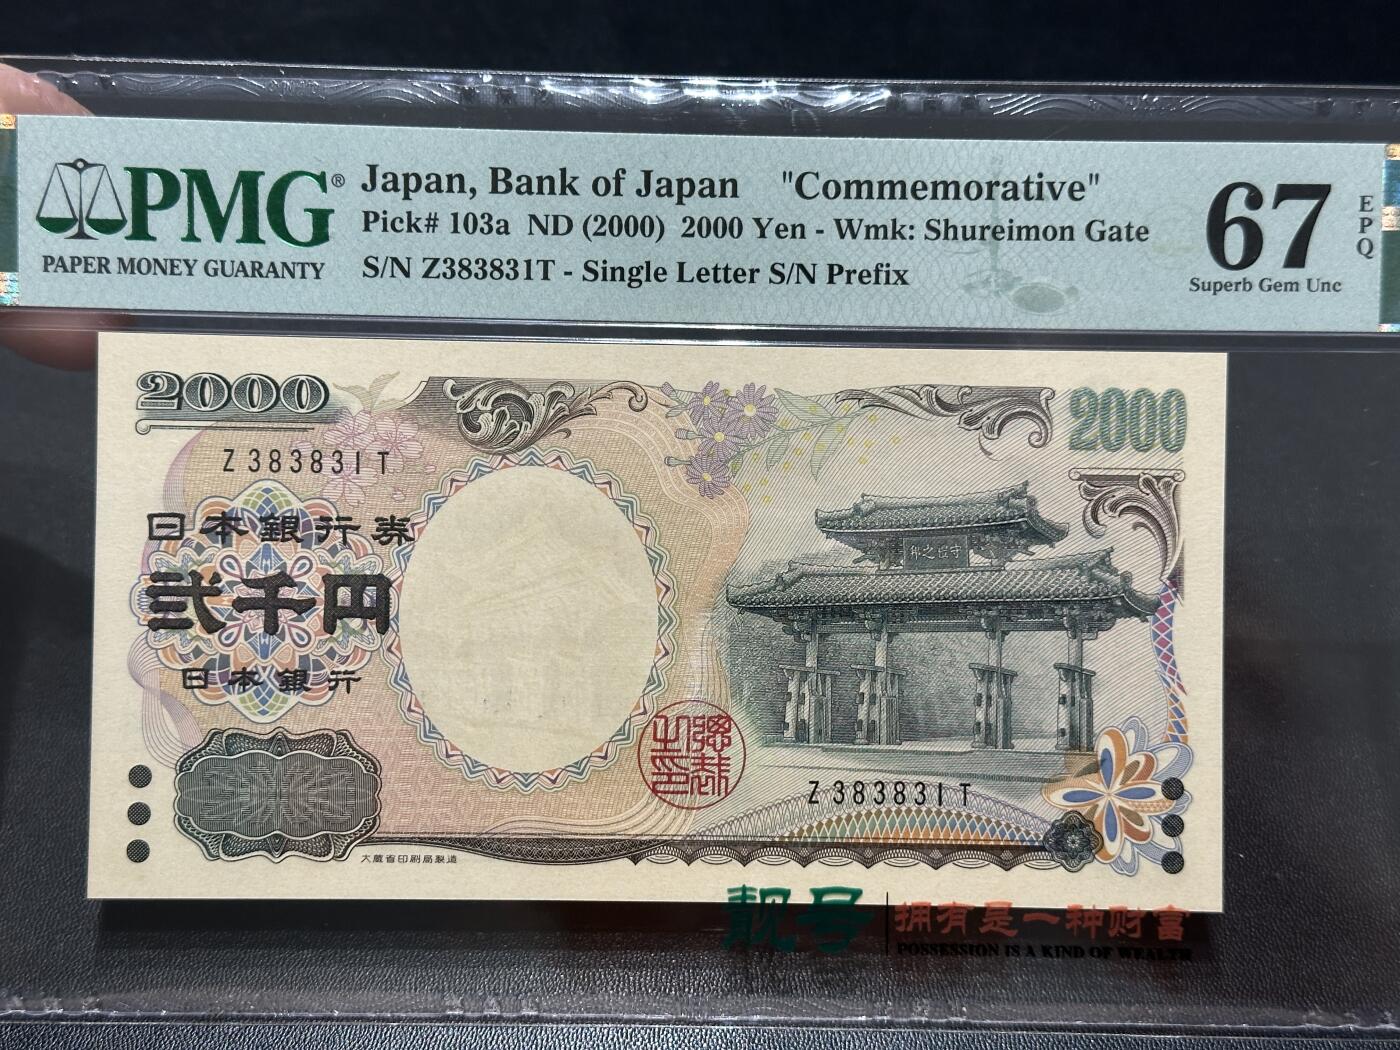 PMG®
PAPER MONEY GUARANTY
Japan, Bank of Japan "Commemorative"
Pick# 103a ND (2000) 2000 Yen - Wmk: Shureimon Gate
S/N Z383831T - Single Letter S/N Prefix
67
EPQ
Superb Gem Unc
2000
2000
Z383831T
日本銀行券
守禮之邦
弐千円
日本銀行
Z383831T
大蔵省印刷局製造
靓号
拥有是一种财富
POSSESSION IS A KIND OF WEALTH